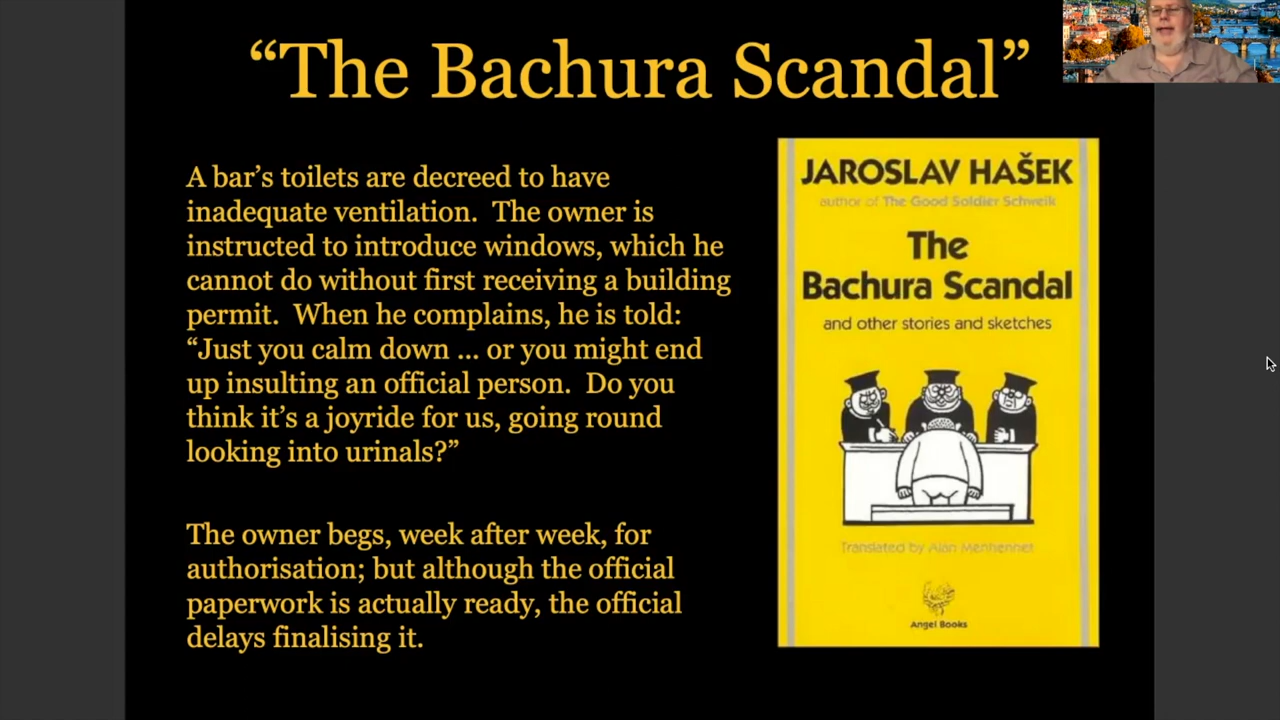 “The Bachura Scandal”
A bar’s toilets are decreed to have
inadequate ventilation.  The owner is
instructed to introduce windows, which he
cannot do without first receiving a building
permit.  When he complains, he is told:
“Just you calm down ... or you might end
up insulting an official person.  Do you
think it’s a joyride for us, going round
looking into urinals?”
The owner begs, week after week, for
authorisation; but although the official
paperwork is actually ready, the official
delays finalising it.
JAROSLAV HAŠEK
author of The Good Soldier Schweik
The
Bachura Scandal
and other stories and sketches
Translated by Alan Menhennet
Angel Books